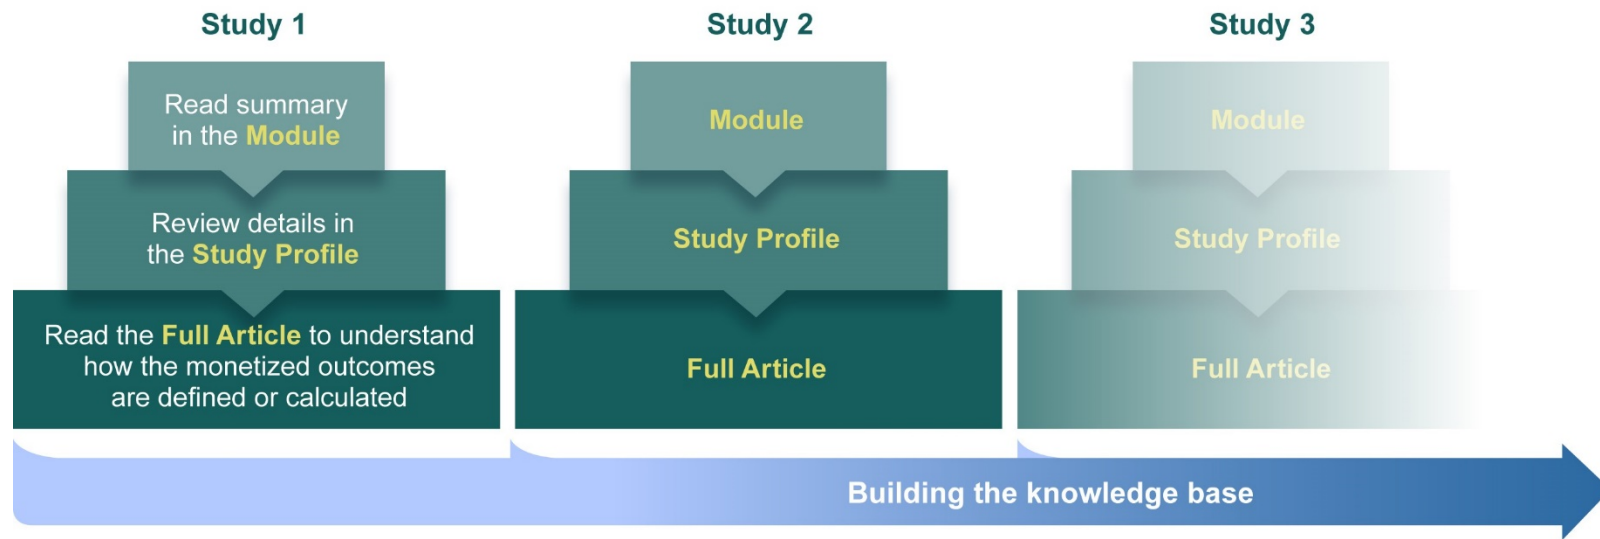 Study 1
Read summary
in the Module
Review details in
the Study Profile
Read the Full Article to understand
how the monetized outcomes
are defined or calculated
Study 2
Module
Study Profile
Full Article
Study 3
Module
Study Profile
Full Article
Building the knowledge base